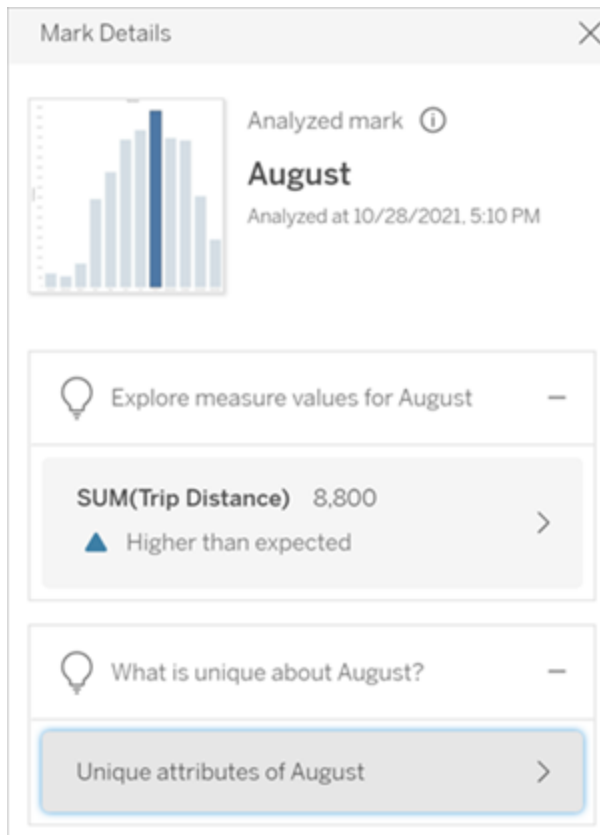 Mark Details
Analyzed mark
August
Analyzed at 10/28/2021, 5:10 PM
Explore measure values for August
SUM(Trip Distance) 8,800
Higher than expected
What is unique about August?
Unique attributes of August